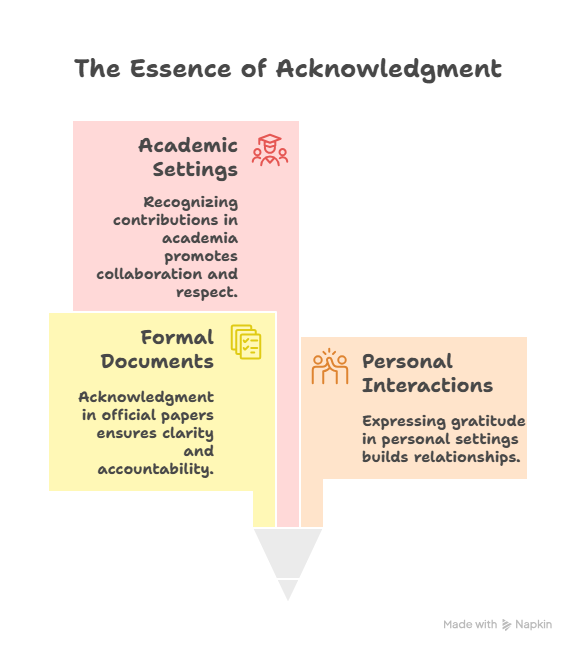 The Essence of Acknowledgment
Academic
Settings
Recognizing
contributions in
academia
promotes
collaboration and
respect.
Formal
Documents
Acknowledgment
in official papers
ensures clarity
and
accountability.
Personal
Interactions
Expressing gratitude
in personal settings
builds relationships.
Made with Napkin